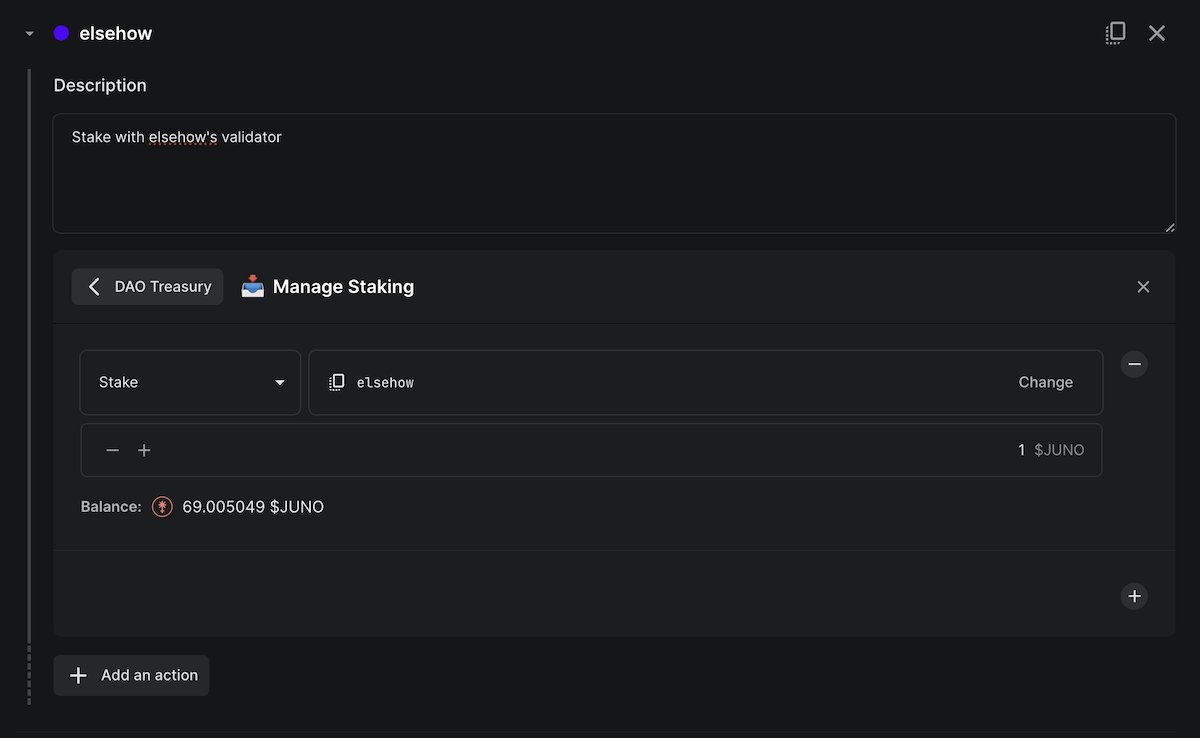 elsehow
Description
Stake with elsehow's validator
DAO Treasury Manage Staking
Stake elsehow Change
1 $JUNO
Balance: 69.005049 $JUNO
Add an action